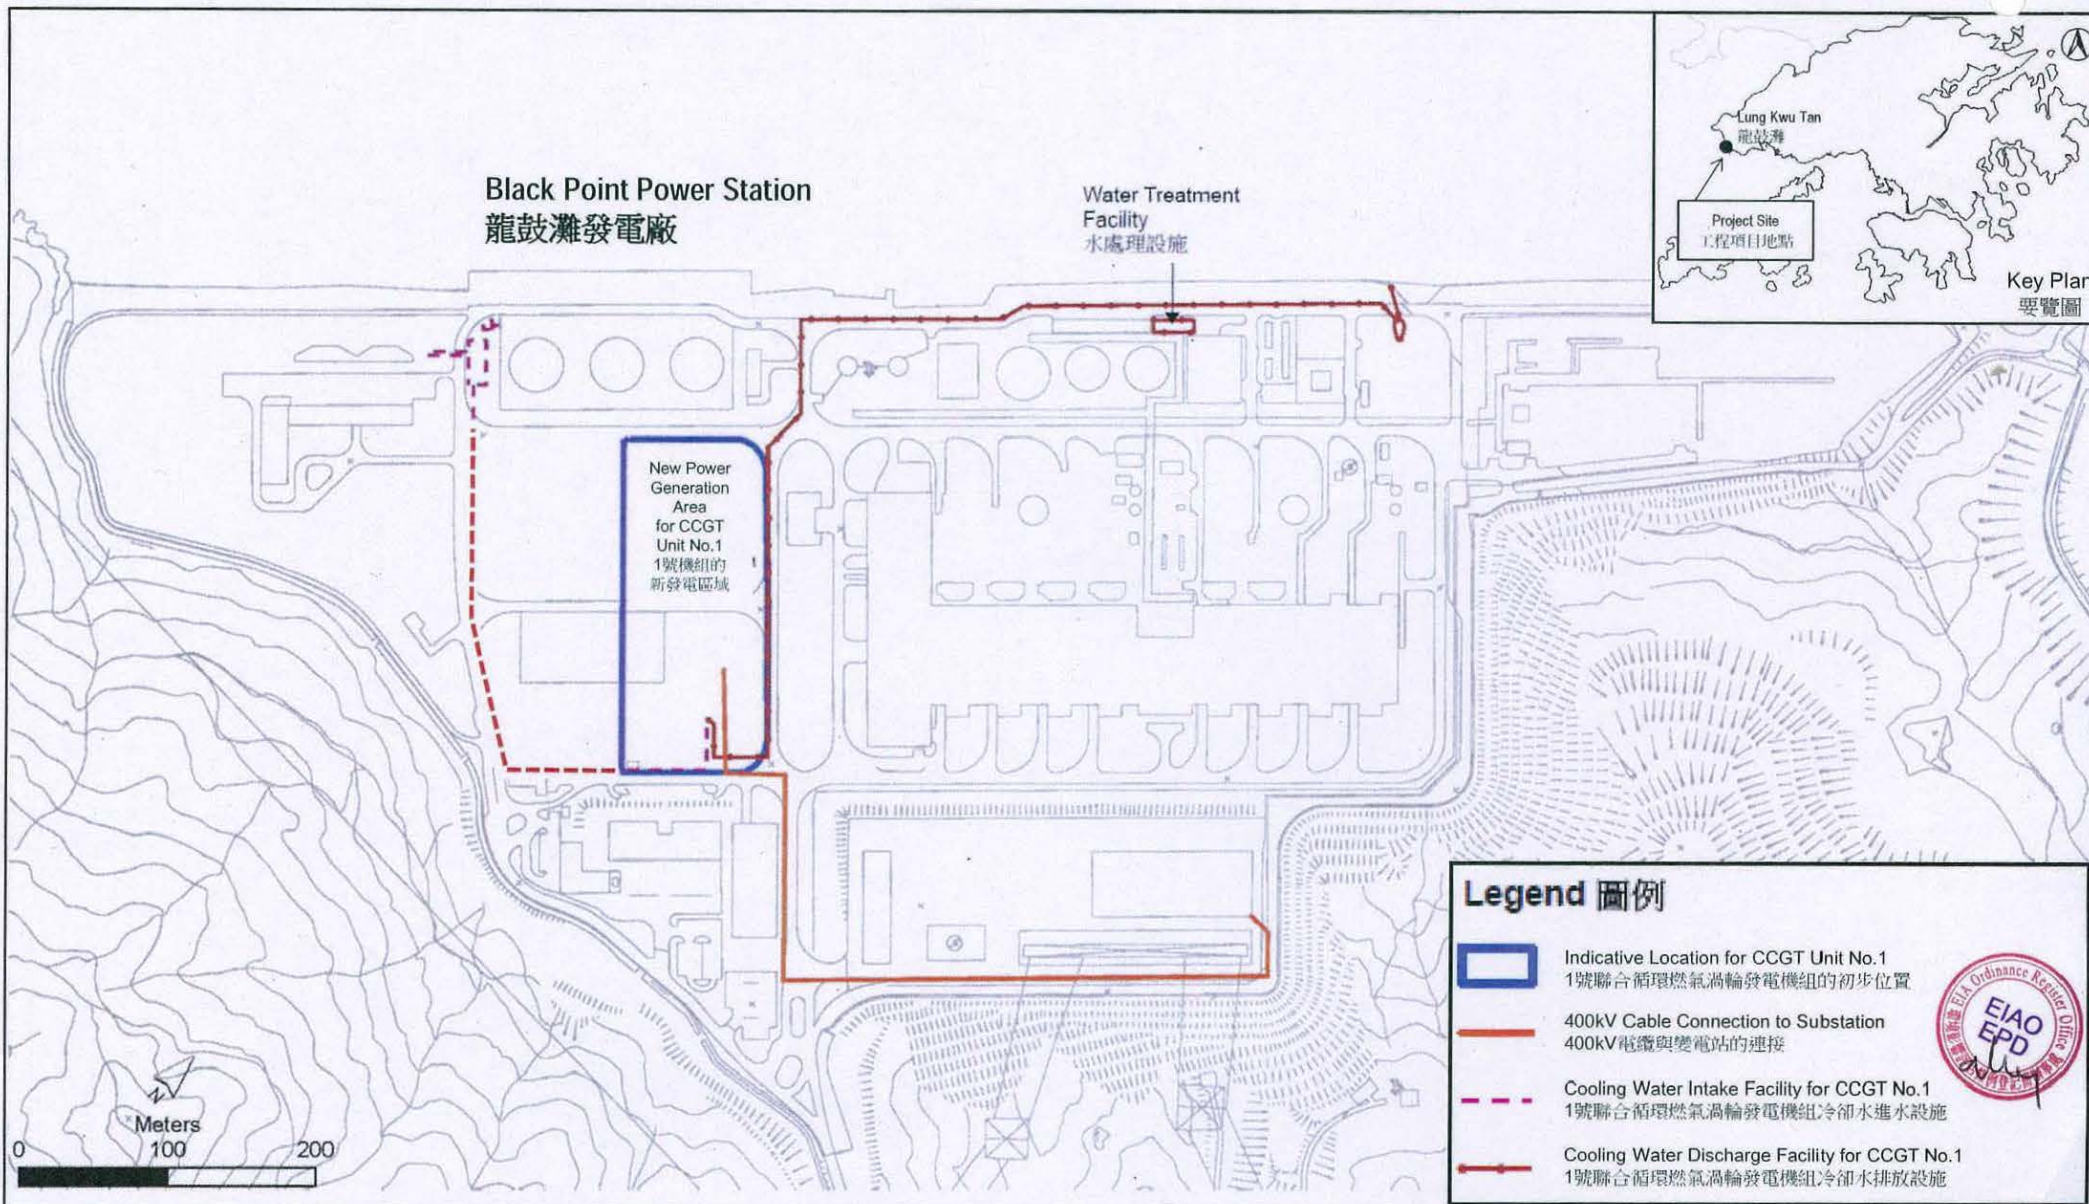 Black Point Power Station
龍鼓灘發電廠
Water Treatment
Facility
水處理設施
Lung Kwu Tan
龍鼓灘
Project Site
工程項目地點
Key Plan
要覽圖
New Power
Generation
Area
for CCGT
Unit No.1
1號機組的
新發電區域
N
Meters
0 100 200
Legend 圖例
Indicative Location for CCGT Unit No.1
1號聯合循環燃氣渦輪發電機組的初步位置
400kV Cable Connection to Substation
400kV電纜與變電站的連接
Cooling Water Intake Facility for CCGT No.1
1號聯合循環燃氣渦輪發電機組冷卻水進水設施
Cooling Water Discharge Facility for CCGT No.1
1號聯合循環燃氣渦輪發電機組冷卻水排放設施
EIA Ordinance Register Office
EIAO
EPD